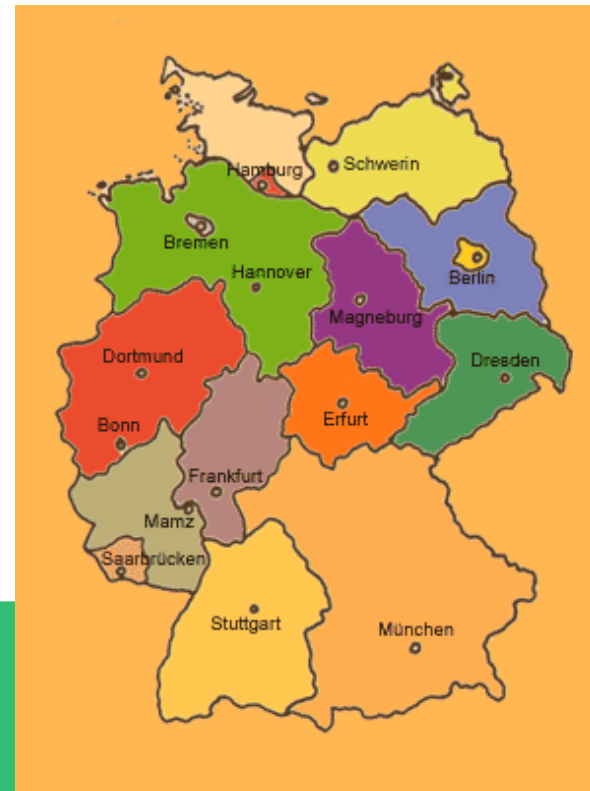 Schwerin
Hamburg
Bremen
Hannover
Berlin
Magneburg
Dortmund
Dresden
Erfurt
Bonn
Frankfurt
Mamz
Saarbrücken
Stuttgart
München